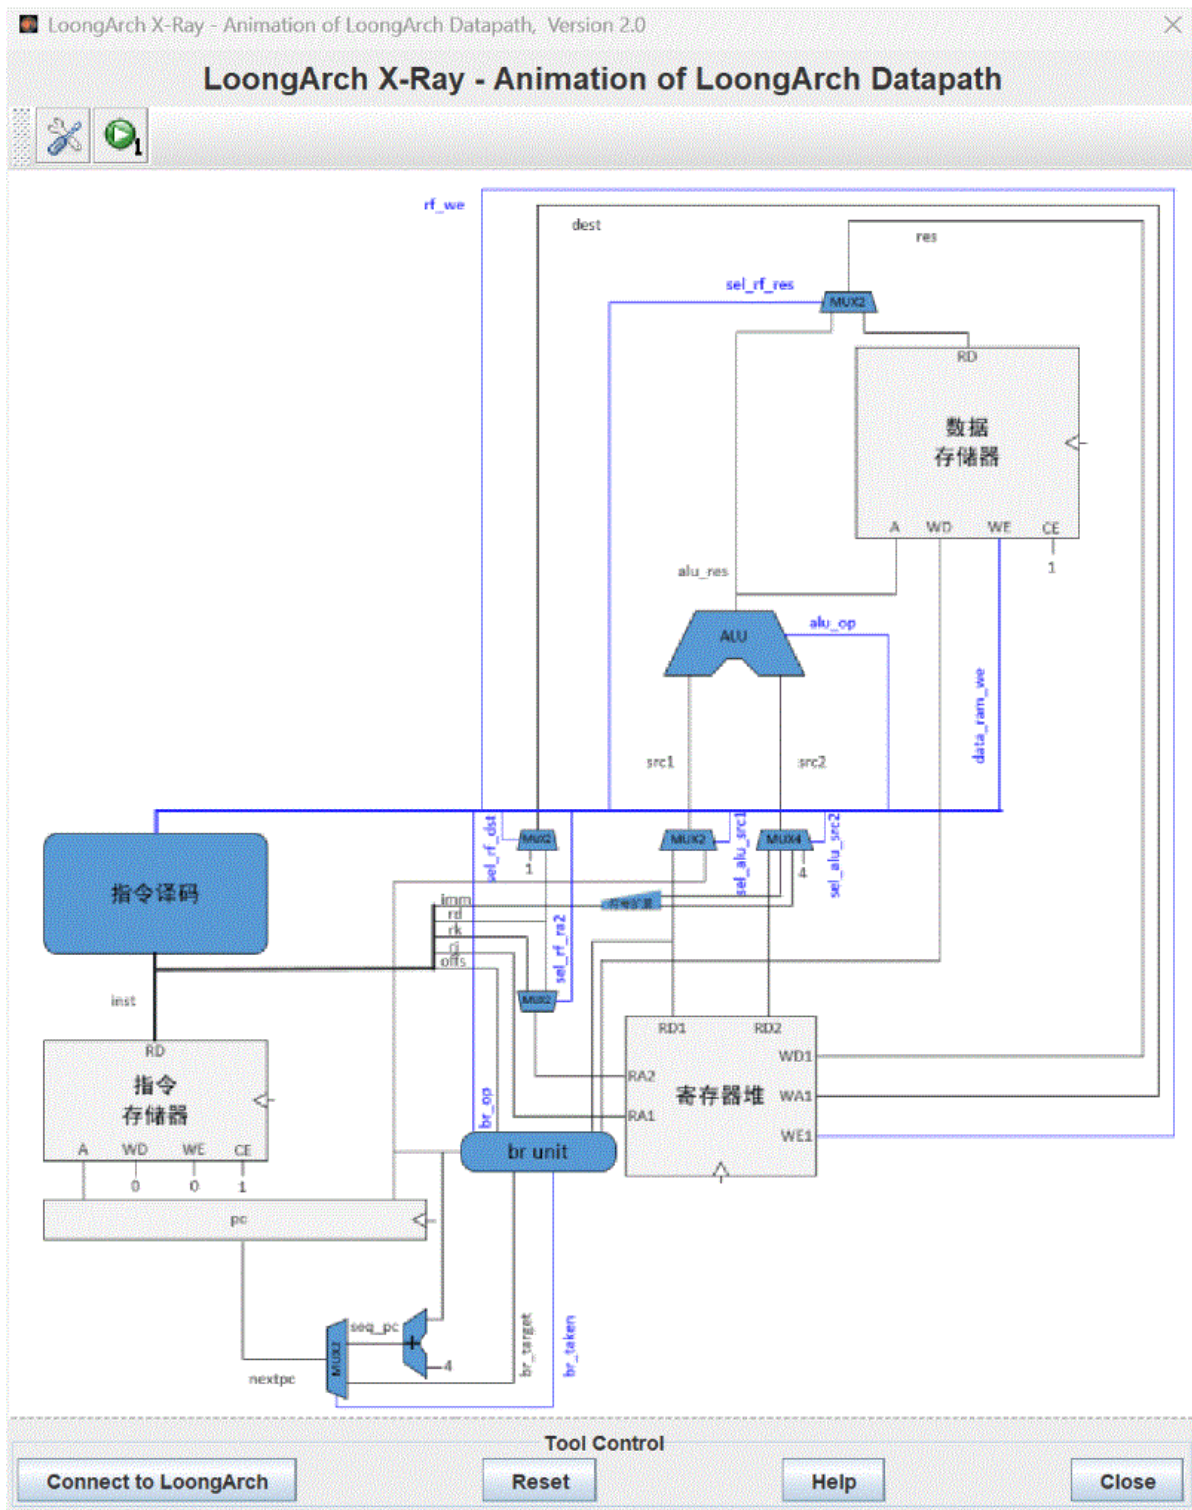 LoongArch X-Ray - Animation of LoongArch Datapath, Version 2.0
LoongArch X-Ray - Animation of LoongArch Datapath
1
rf_we
dest
res
sel_rf_res
MUX2
RD
数据
存储器
A WD WE CE
1
alu_res
ALU
alu_op
data_ram_we
src1
src2
指令译码
sel_rf_dst
MUX2
1
MUX2
sel_alu_src1
MUX4
4
sel_alu_src2
imm
rd
rk
rj
offs
符号扩展
sel_rf_ra2
MUX2
inst
RD
指令
存储器
A WD WE CE
0 0 1
pc
br_op
br unit
RD1 RD2
WD1
RA2
寄存器堆
WA1
RA1
WE1
seq_pc
MUX2
+
4
nextpc
br_target
br_taken
Tool Control
Connect to LoongArch
Reset
Help
Close